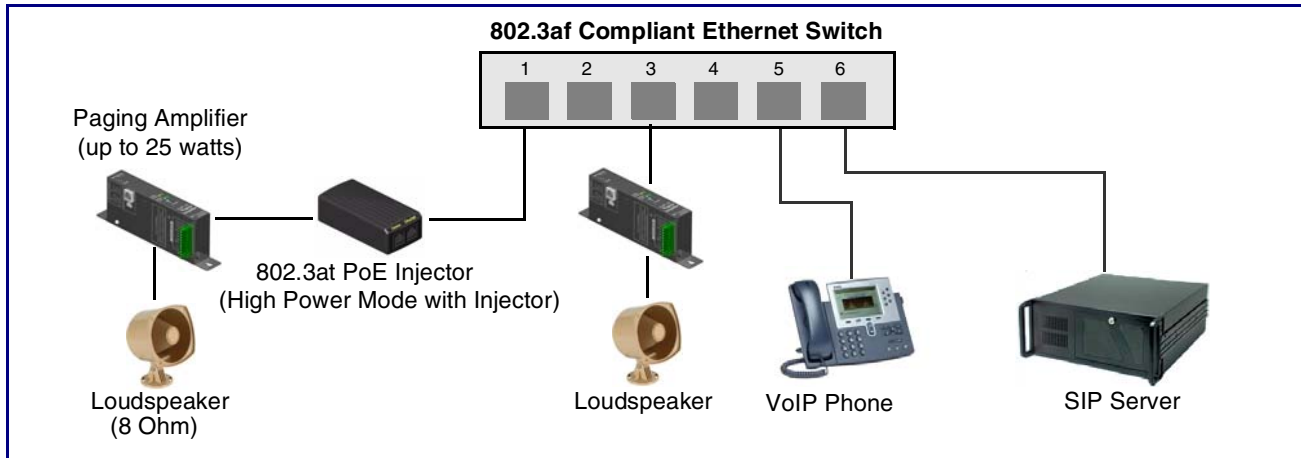 802.3af Compliant Ethernet Switch
1 2 3 4 5 6
Paging Amplifier
(up to 25 watts)
802.3at PoE Injector
(High Power Mode with Injector)
Loudspeaker
(8 Ohm)
Loudspeaker
VoIP Phone
SIP Server